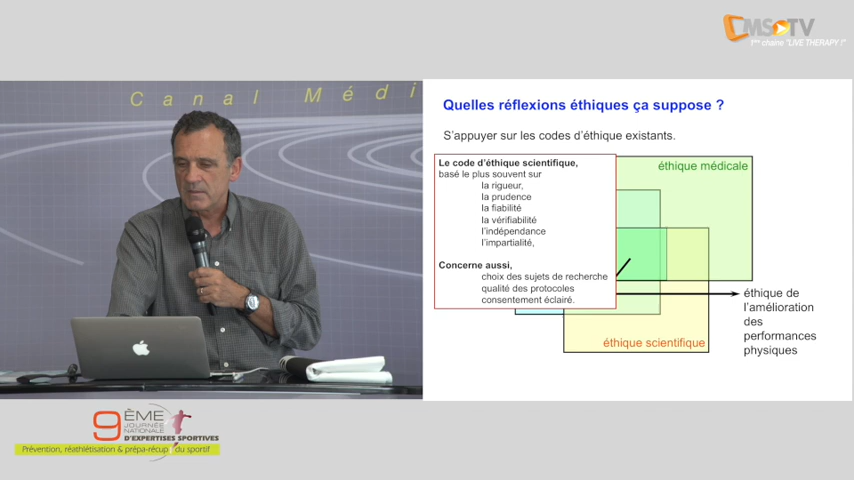 CMS TV
1ère chaîne "LIVE THERAPY !"
Canal Médi
Quelles réflexions éthiques ça suppose ?
S'appuyer sur les codes d'éthique existants.
Le code d'éthique scientifique,
basé le plus souvent sur
la rigueur,
la prudence
la fiabilité
la vérifiabilité
l'indépendance
l'impartialité,
Concerne aussi,
choix des sujets de recherche
qualité des protocoles
consentement éclairé.
éthique médicale
éthique de
l'amélioration
des
performances
physiques
éthique scientifique
9ÈME
JOURNÉE
NATIONALE
D'EXPERTISES SPORTIVES
Prévention, réathlétisation & prépa-récup du sportif